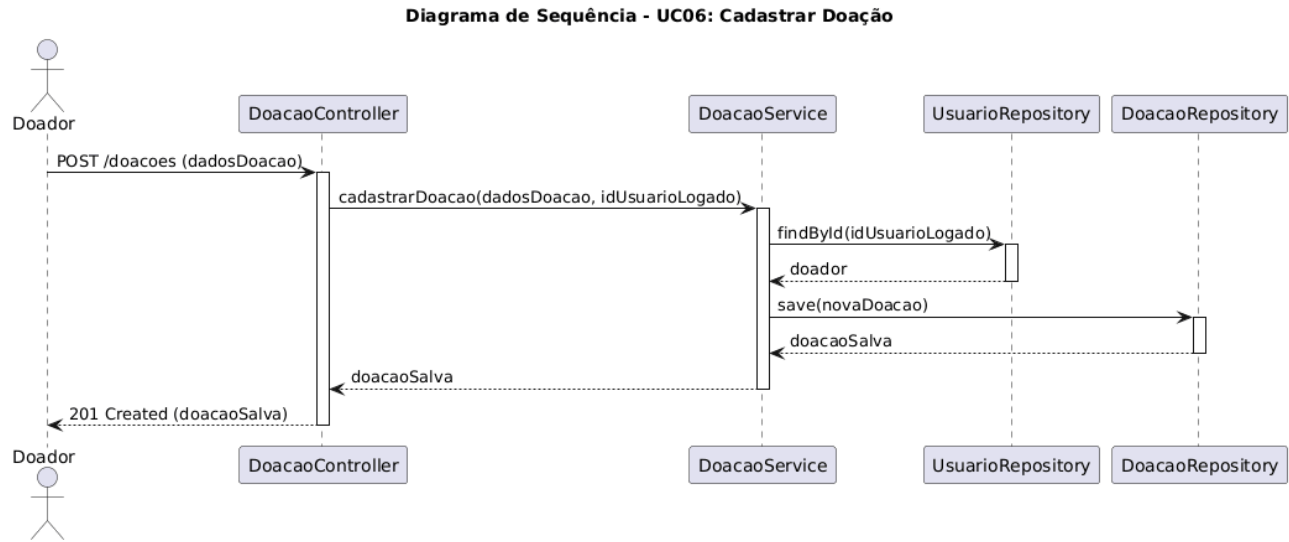 Diagrama de Sequência - UC06: Cadastrar Doação
Doador
DoacaoController
DoacaoService
UsuarioRepository
DoacaoRepository
POST /doacoes (dadosDoacao)
cadastrarDoacao(dadosDoacao, idUsuarioLogado)
findById(idUsuarioLogado)
doador
save(novaDoacao)
doacaoSalva
doacaoSalva
201 Created (doacaoSalva)
Doador
DoacaoController
DoacaoService
UsuarioRepository
DoacaoRepository